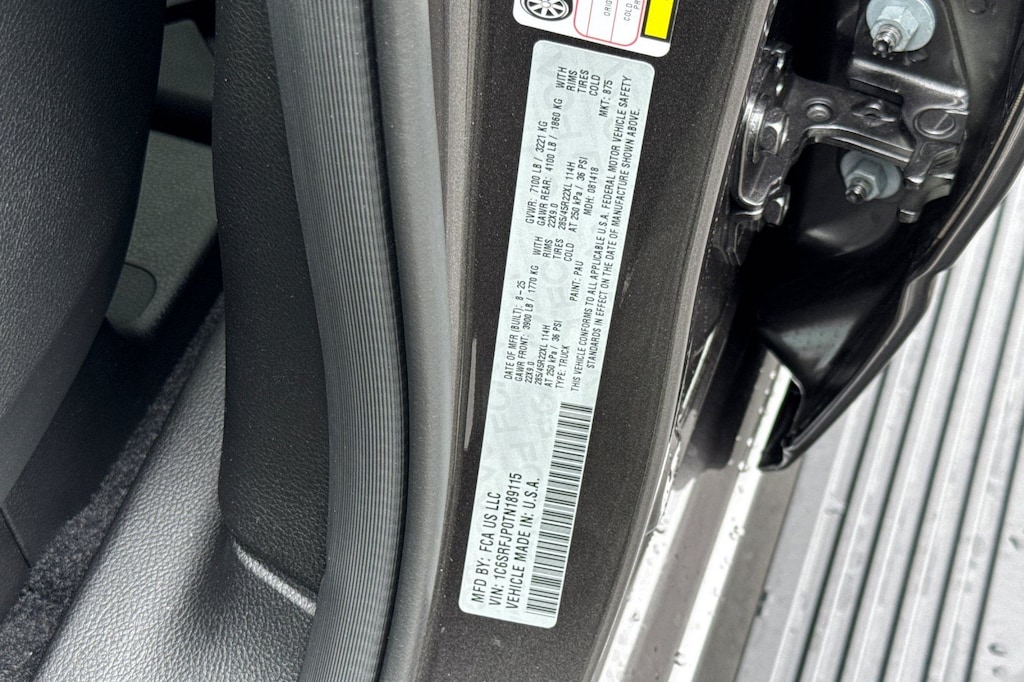 ORIG
COLD
MFD BY: FCA US LLC
VIN: 1C6SRFJP0TN189115
VEHICLE MADE IN: U.S.A.
DATE OF MFR (BUILT): 8-25 GVWR: 7100 LB / 3221 KG
GAWR FRONT: 3900 LB / 1770 KG WITH GAWR REAR: 4100 LB / 1860 KG WITH
22X9.0 RIMS 22X9.0 RIMS
285/45R22XL 114H TIRES 285/45R22XL 114H TIRES
AT 250 kPa / 36 PSI COLD AT 250 kPa / 36 PSI COLD
TYPE: TRUCK PAINT: PAU MDH: 081418 MKT: 875
THIS VEHICLE CONFORMS TO ALL APPLICABLE U.S.A. FEDERAL MOTOR VEHICLE SAFETY
STANDARDS IN EFFECT ON THE DATE OF MANUFACTURE SHOWN ABOVE.